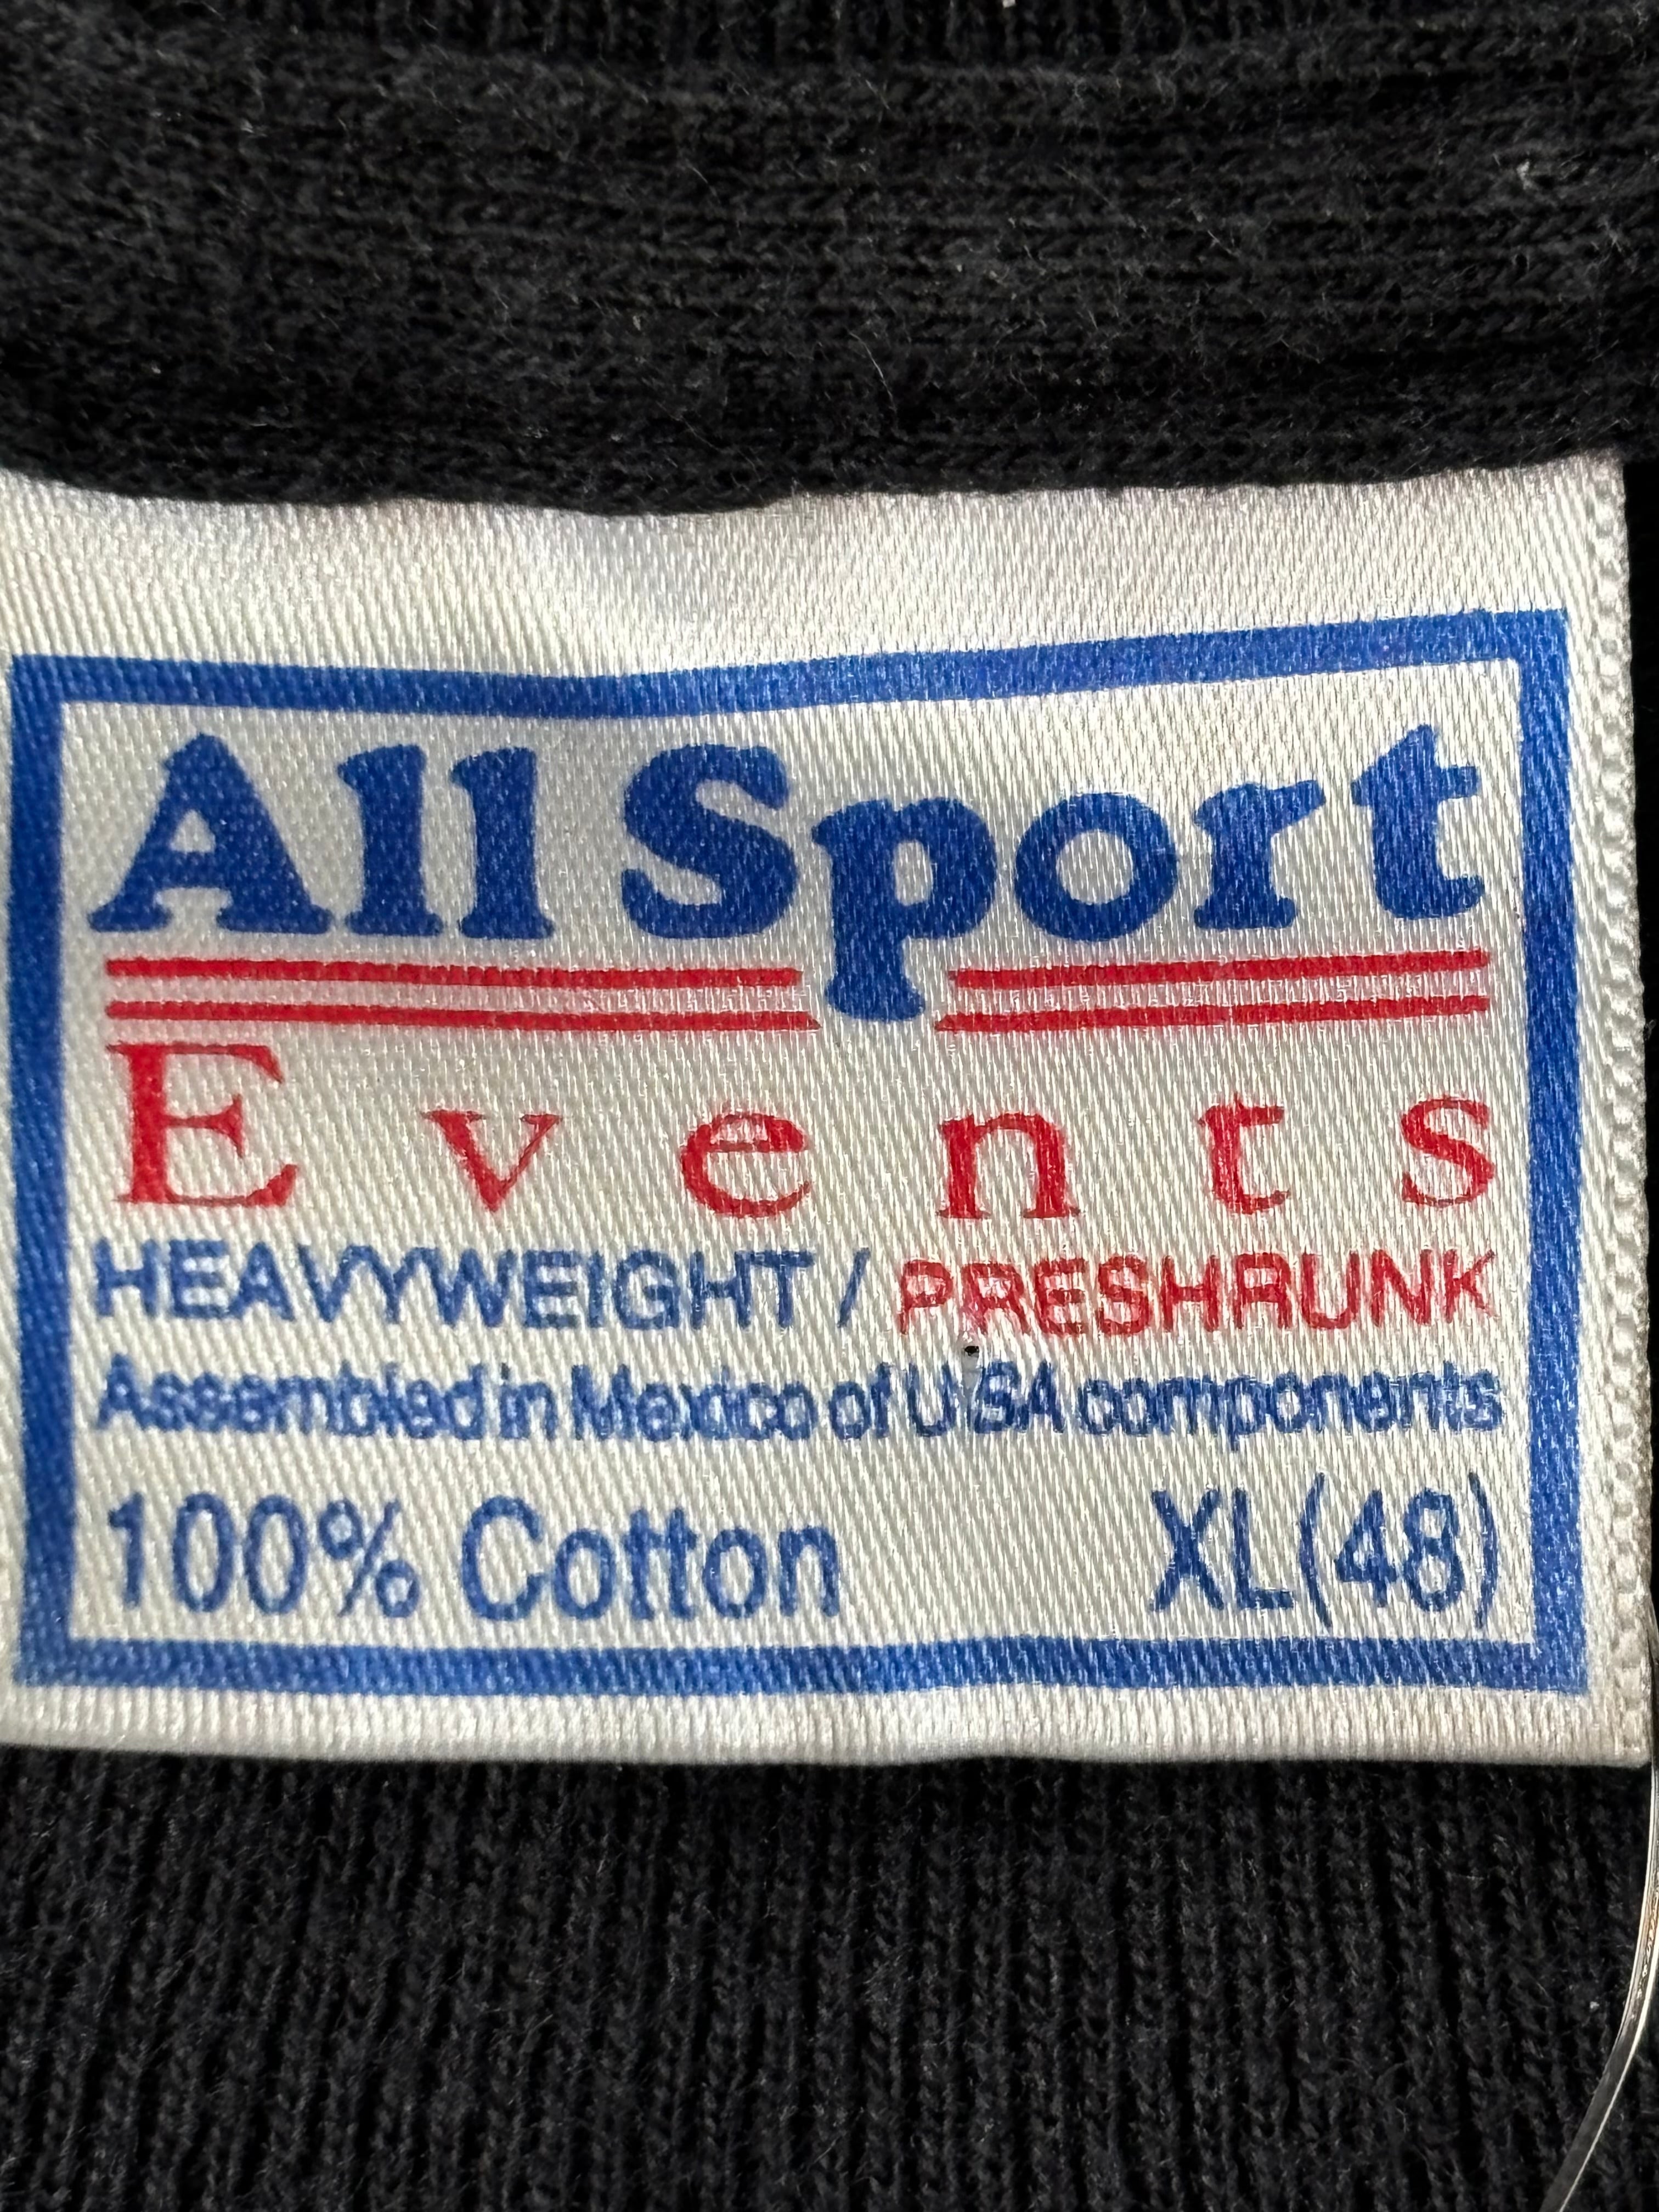 All Sport
Events
HEAVYWEIGHT / PRESHRUNK
Assembled in Mexico of USA components
100% Cotton XL(48)